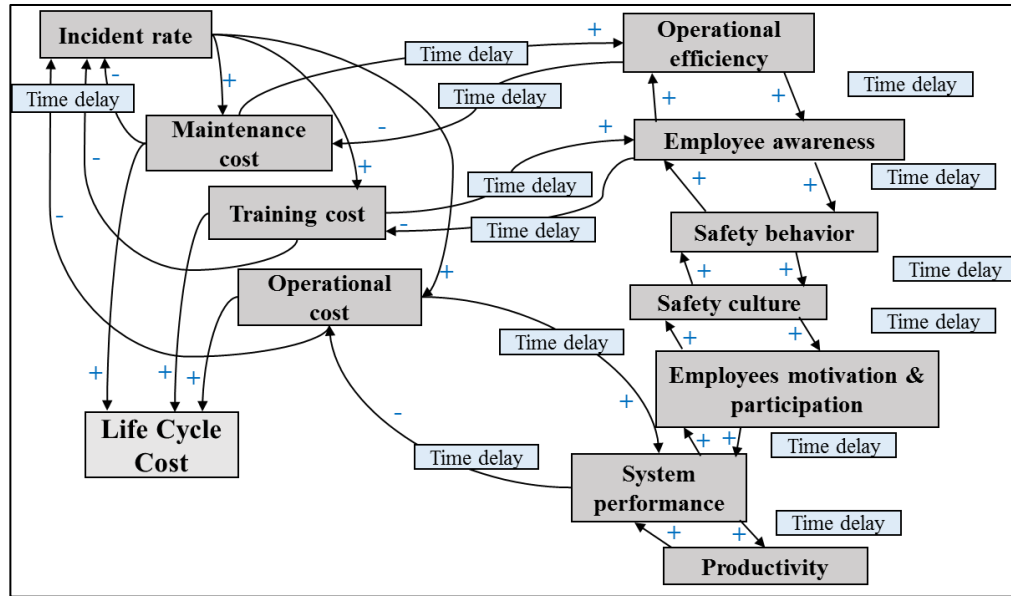 Incident rate
+
-
Time delay
Maintenance
cost
Time delay
+
Operational
efficiency
Time delay
-
+
+
Time delay
Employee awareness
+
-
+
Training cost
+
Time delay
-
Time delay
+
+
Time delay
Safety behavior
-
Operational
cost
+
+
+
Time delay
Safety culture
Time delay
Time delay
+
+
Employees motivation &
participation
+
+
+
+
-
Life Cycle
Cost
Time delay
+
+
Time delay
System
performance
+
+
Time delay
Productivity